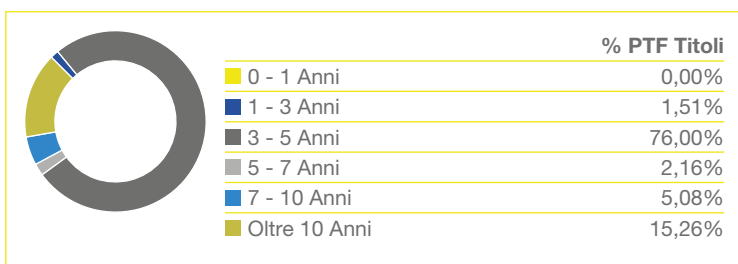 % PTF Titoli
0 - 1 Anni 0,00%
1 - 3 Anni 1,51%
3 - 5 Anni 76,00%
5 - 7 Anni 2,16%
7 - 10 Anni 5,08%
Oltre 10 Anni 15,26%